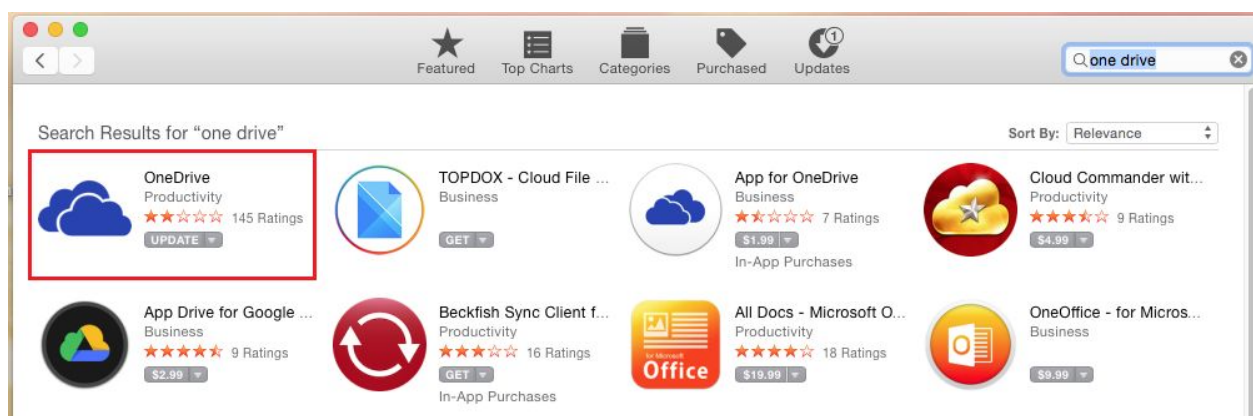 1
one drive
Featured Top Charts Categories Purchased Updates
Search Results for “one drive”
Sort By: Relevance
OneDrive
Productivity
145 Ratings
UPDATE
TOPDOX - Cloud File ...
Business
GET
App for OneDrive
Business
7 Ratings
$1.99
In-App Purchases
Cloud Commander wit...
Productivity
9 Ratings
$4.99
App Drive for Google ...
Business
9 Ratings
$2.99
Beckfish Sync Client f...
Productivity
16 Ratings
GET
In-App Purchases
for Microsoft
Office
All Docs - Microsoft O...
Productivity
18 Ratings
$19.99
OneOffice - for Micros...
Business
$9.99